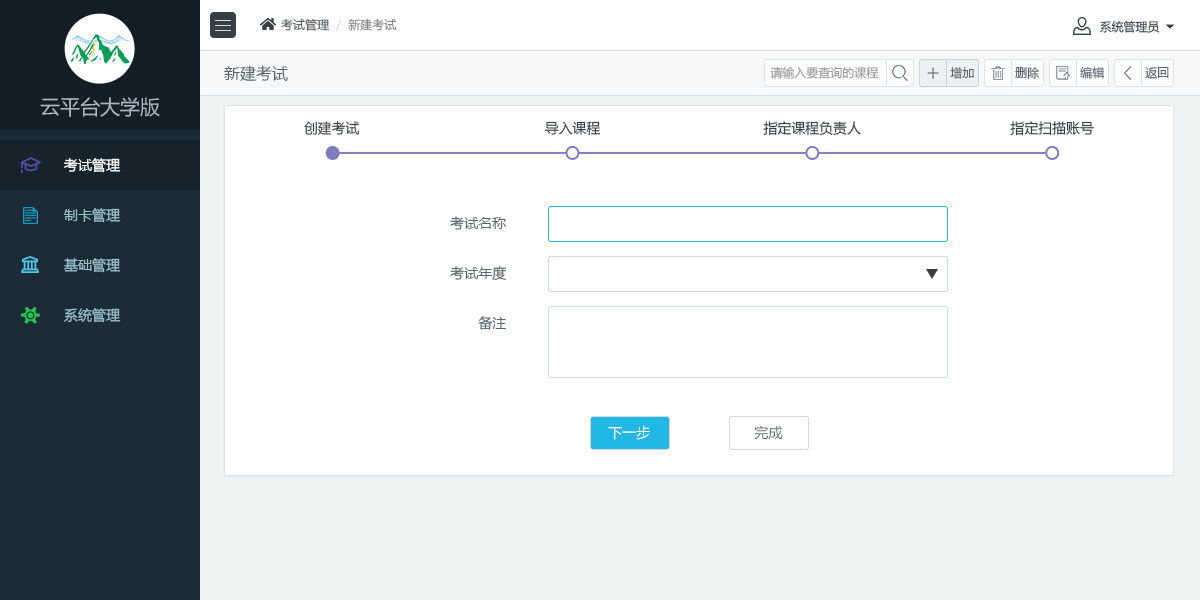 云平台大学版
考试管理
制卡管理
基础管理
系统管理
考试管理 / 新建考试
系统管理员
新建考试
请输入要查询的课程
增加
删除
编辑
返回
创建考试
导入课程
指定课程负责人
指定扫描账号
考试名称
考试年度
备注
下一步
完成